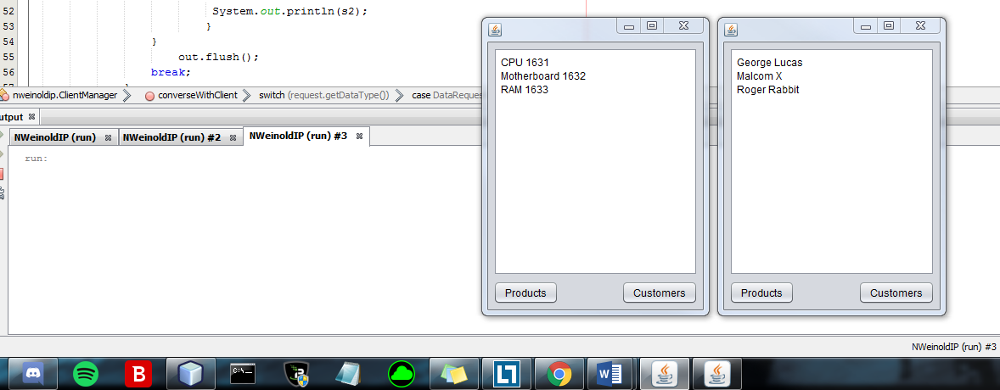 52 System.out.println(s2);
53 }
54 }
55 out.flush();
56 break;
nweinoldip.ClientManager converseWithClient switch (request.getDataType()) case DataReques
utput
NWeinoldIP (run) NWeinoldIP (run) #2 NWeinoldIP (run) #3
run:
CPU 1631
Motherboard 1632
RAM 1633
Products Customers
George Lucas
Malcom X
Roger Rabbit
Products Customers
NWeinoldIP (run) #3
C:\
B
W